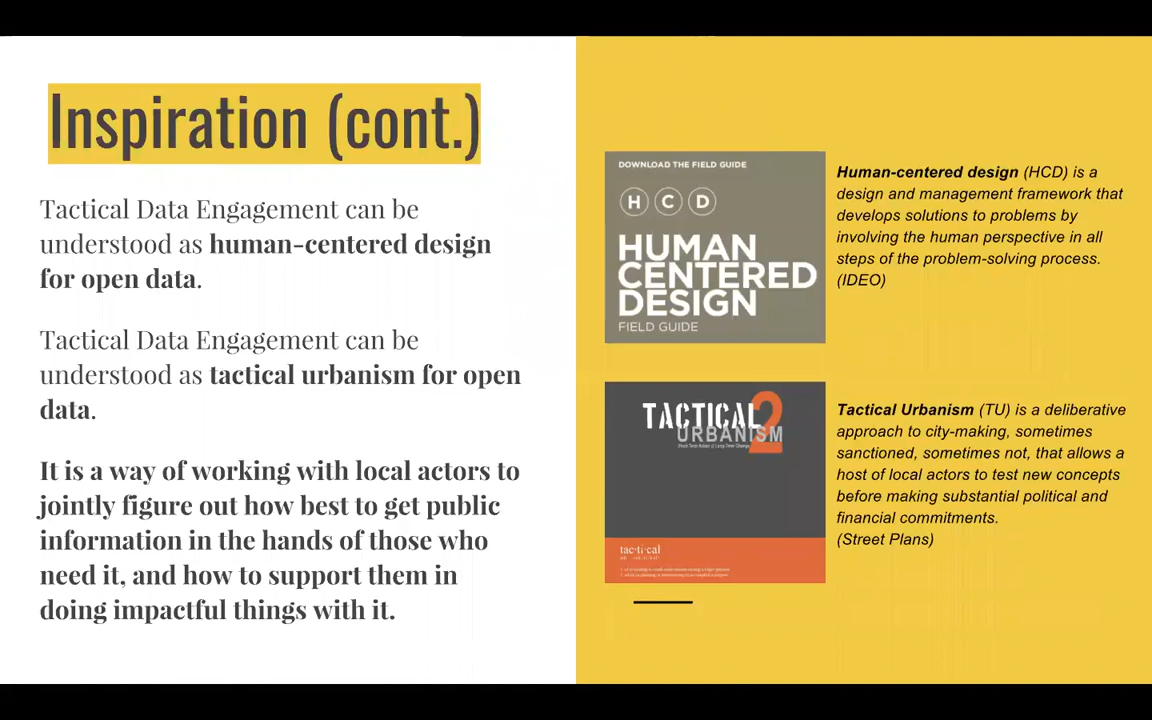 Inspiration (cont.)
Tactical Data Engagement can be
understood as human-centered design
for open data.
Tactical Data Engagement can be
understood as tactical urbanism for open
data.
It is a way of working with local actors to
jointly figure out how best to get public
information in the hands of those who
need it, and how to support them in
doing impactful things with it.
DOWNLOAD THE FIELD GUIDE
H C D
HUMAN
CENTERED
DESIGN
FIELD GUIDE
Human-centered design (HCD) is a
design and management framework that
develops solutions to problems by
involving the human perspective in all
steps of the problem-solving process.
(IDEO)
TACTICAL 2
URBANISM
tac·ti·cal
Tactical Urbanism (TU) is a deliberative
approach to city-making, sometimes
sanctioned, sometimes not, that allows a
host of local actors to test new concepts
before making substantial political and
financial commitments.
(Street Plans)